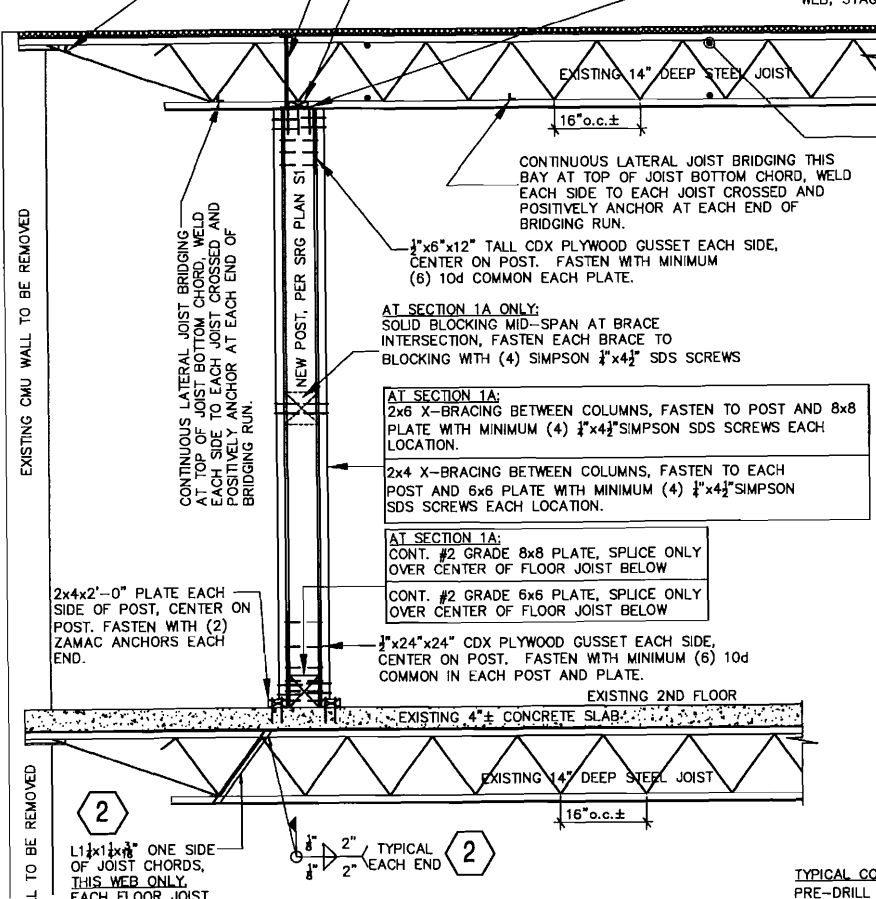 EXISTING 14" DEEP STEEL JOIST
16"o.c.±
CONTINUOUS LATERAL JOIST BRIDGING THIS
BAY AT TOP OF JOIST BOTTOM CHORD, WELD
EACH SIDE TO EACH JOIST CROSSED AND
POSITIVELY ANCHOR AT EACH END OF
BRIDGING RUN.
EXISTING CMU WALL TO BE REMOVED
CONTINUOUS LATERAL JOIST BRIDGING
AT TOP OF JOIST BOTTOM CHORD, WELD
EACH SIDE TO EACH JOIST CROSSED AND
POSITIVELY ANCHOR AT EACH END OF
BRIDGING RUN.
NEW POST, PER SRG PLAN S1
½"x6"x12" TALL CDX PLYWOOD GUSSET EACH SIDE,
CENTER ON POST. FASTEN WITH MINIMUM
(6) 10d COMMON EACH PLATE.
AT SECTION 1A ONLY:
SOLID BLOCKING MID-SPAN AT BRACE
INTERSECTION, FASTEN EACH BRACE TO
BLOCKING WITH (4) SIMPSON ¼"x4½" SDS SCREWS
AT SECTION 1A:
2x6 X-BRACING BETWEEN COLUMNS, FASTEN TO POST AND 8x8
PLATE WITH MINIMUM (4) ¼"x4½"SIMPSON SDS SCREWS EACH
LOCATION.
2x4 X-BRACING BETWEEN COLUMNS, FASTEN TO EACH
POST AND 6x6 PLATE WITH MINIMUM (4) ¼"x4½"SIMPSON
SDS SCREWS EACH LOCATION.
AT SECTION 1A:
CONT. #2 GRADE 8x8 PLATE, SPLICE ONLY
OVER CENTER OF FLOOR JOIST BELOW
CONT. #2 GRADE 6x6 PLATE, SPLICE ONLY
OVER CENTER OF FLOOR JOIST BELOW
2x4x2'-0" PLATE EACH
SIDE OF POST, CENTER ON
POST. FASTEN WITH (2)
ZAMAC ANCHORS EACH
END.
½"x24"x24" CDX PLYWOOD GUSSET EACH SIDE,
CENTER ON POST. FASTEN WITH MINIMUM (6) 10d
COMMON IN EACH POST AND PLATE.
EXISTING 2ND FLOOR
EXISTING 4"± CONCRETE SLAB
EXISTING 14" DEEP STEEL JOIST
16"o.c.±
TO BE REMOVED
2
ONE SIDE
OF JOIST CHORDS,
THIS WEB ONLY,
EACH FLOOR JOIST
⅛" 2"
⅛" 2"
TYPICAL
EACH END
2
PRE-DRILL